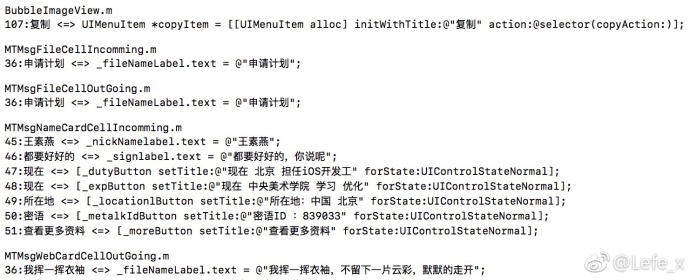 BubbleImageView.m
107:复制 <=> UIMenuItem *copyItem = [[UIMenuItem alloc] initWithTitle:@"复制" action:@selector(copyAction:)];
MTMsgFileCellIncomming.m
36:申请计划 <=> _fileNameLabel.text = @"申请计划";
MTMsgFileCellOutGoing.m
36:申请计划 <=> _fileNameLabel.text = @"申请计划";
MTMsgNameCardCellIncomming.m
45:王素燕 <=> _nickNamelabel.text = @"王素燕";
46:都要好好的 <=> _signlabel.text = @"都要好好的，你说呢";
47:现在 <=> [_dutyButton setTitle:@"现在 北京 担任iOS开发工" forState:UIControlStateNormal];
48:现在 <=> [_expButton setTitle:@"现在 中央美术学院 学习 优化" forState:UIControlStateNormal];
49:所在地 <=> [_locationlButton setTitle:@"所在地：中国 北京" forState:UIControlStateNormal];
50:密语 <=> [_metalkIdButton setTitle:@"密语ID : 839033" forState:UIControlStateNormal];
51:查看更多资料 <=> [_moreButton setTitle:@"查看更多资料" forState:UIControlStateNormal];
MTMsgWebCardCellOutGoing.m
36:我挥一挥衣袖 <=> _fileNameLabel.text = @"我挥一挥衣袖，不留下一片云彩，默默的走开";
@Lefe_x